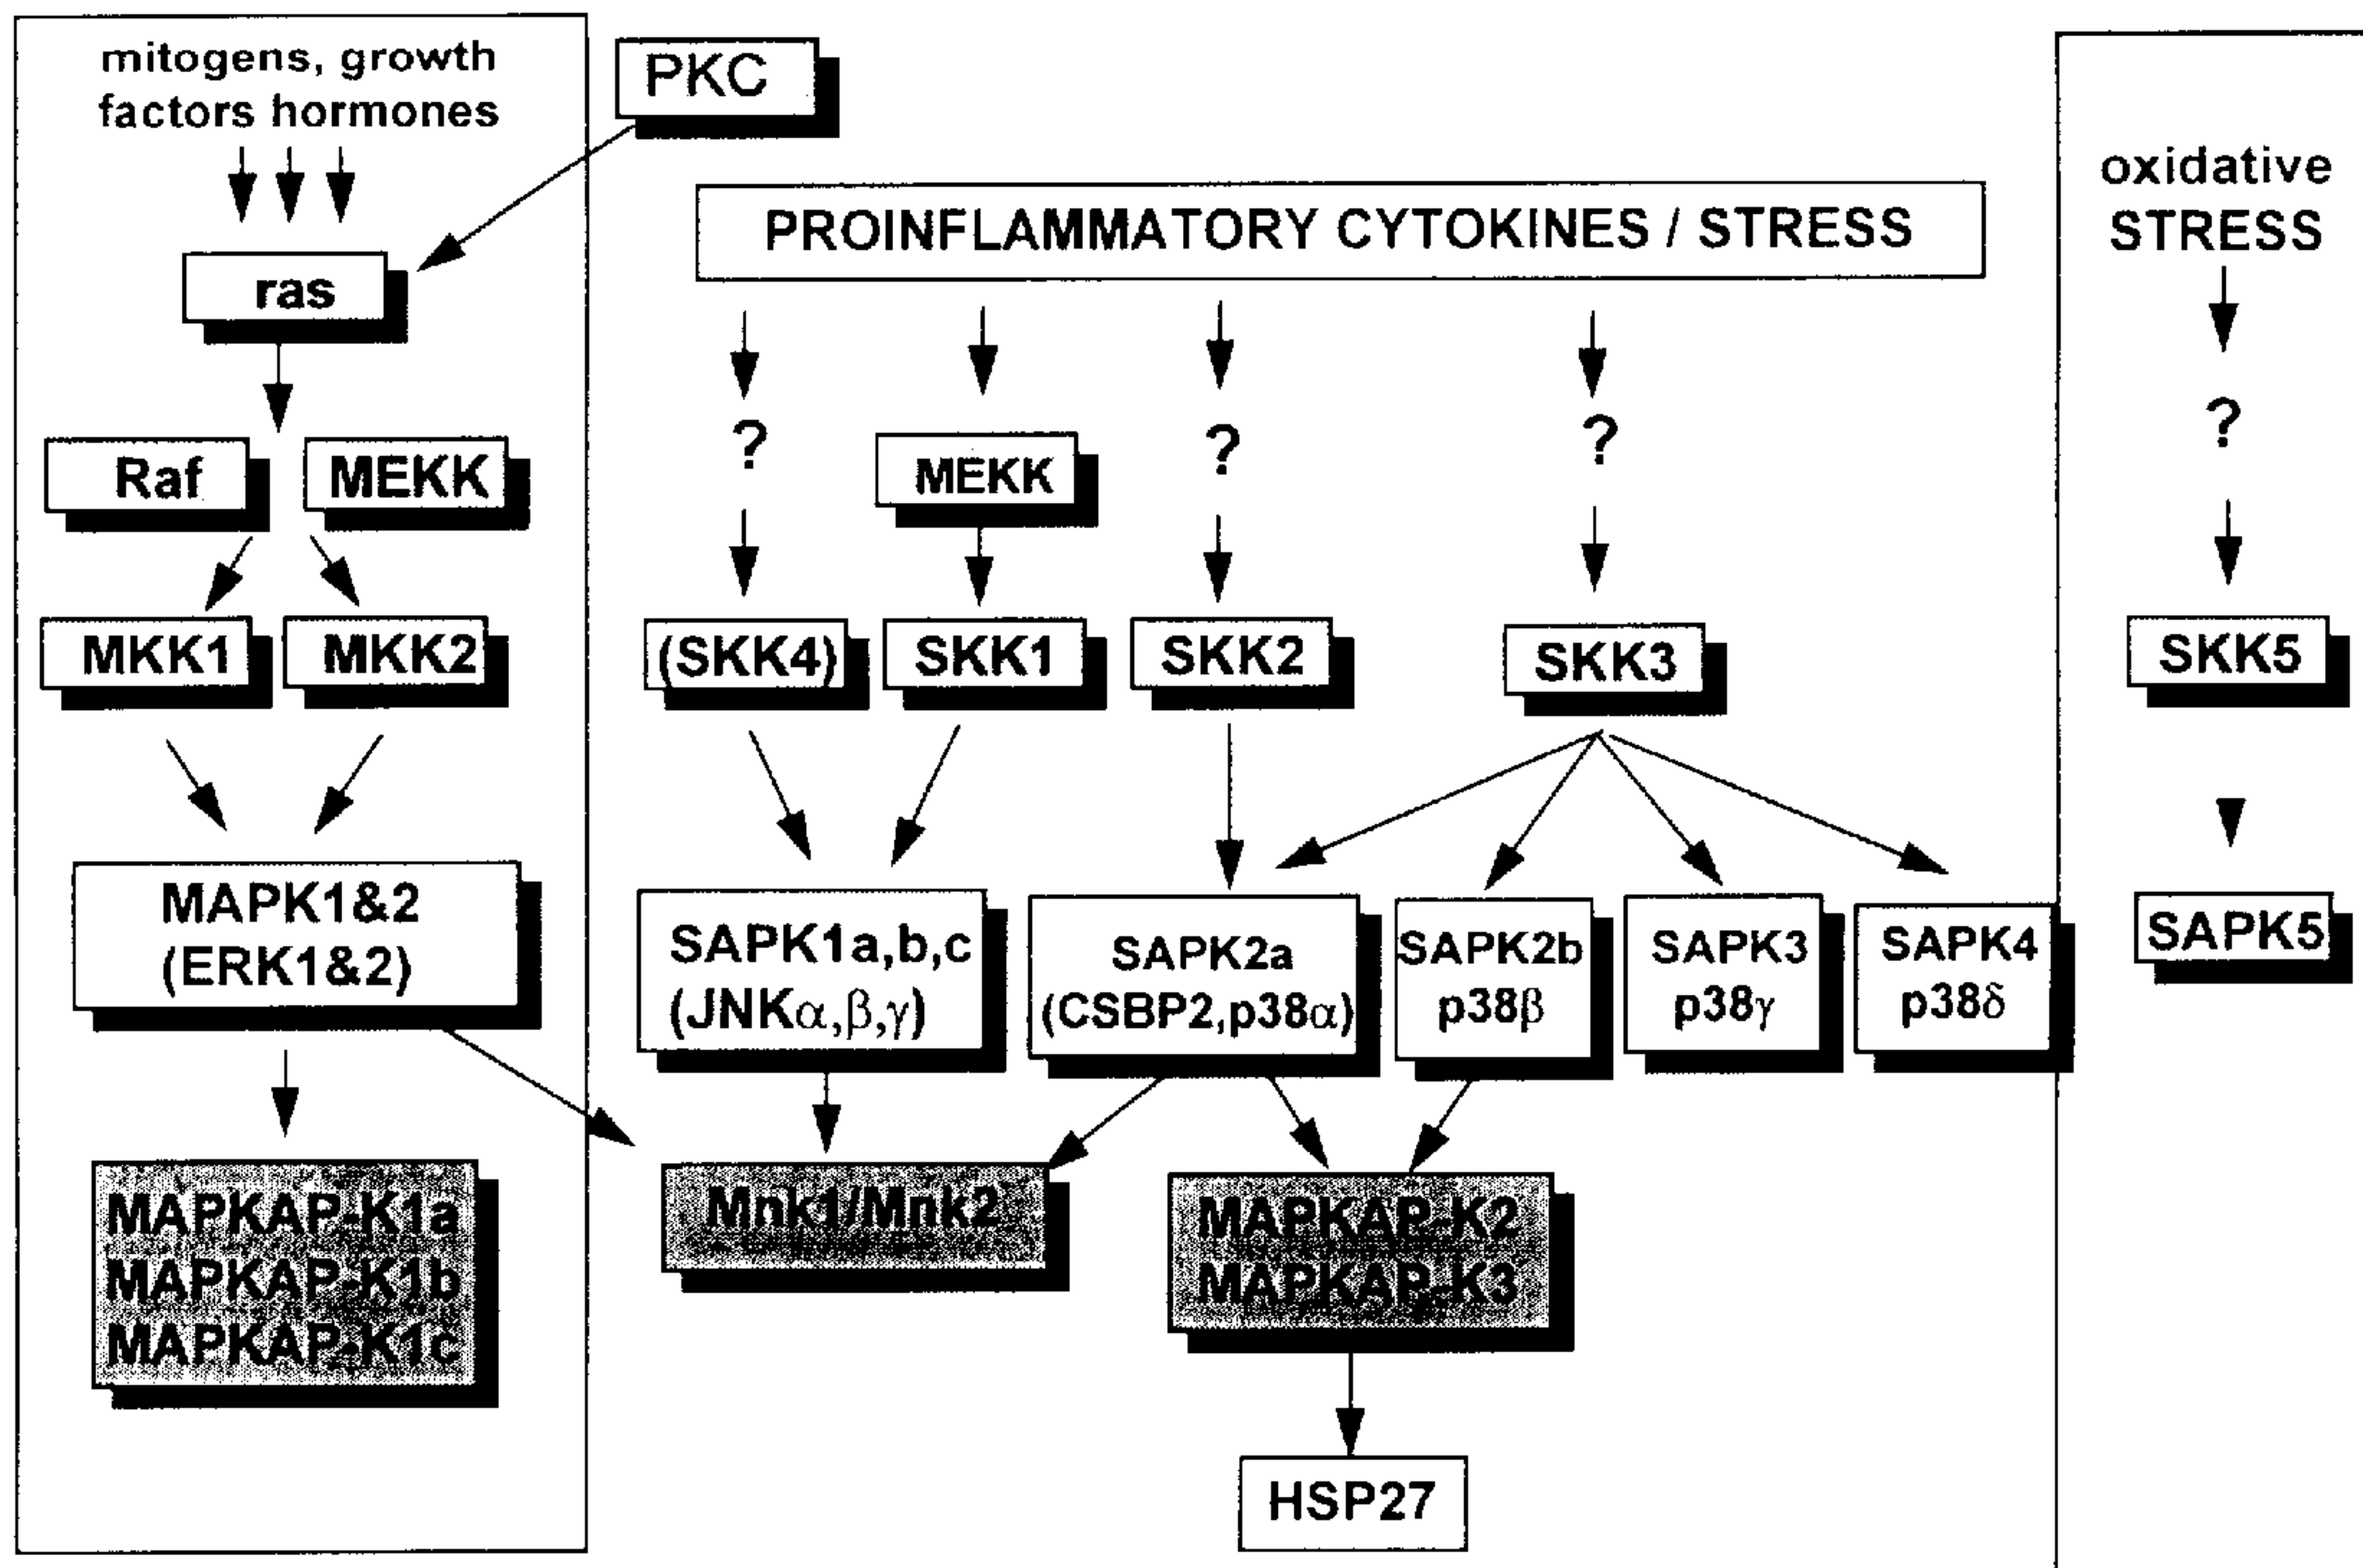 mitogens, growth
factors hormones
PKC
ras
Raf
MEKK
MKK1
MKK2
MAPK1&2
(ERK1&2)
MAPKAP-K1a
MAPKAP-K1b
MAPKAP-K1c
PROINFLAMMATORY CYTOKINES / STRESS
?
MEKK
?
?
(SKK4)
SKK1
SKK2
SKK3
SAPK1a,b,c
(JNKα,β,γ)
SAPK2a
(CSBP2,p38α)
SAPK2b
p38β
SAPK3
p38γ
SAPK4
p38δ
Mnk1/Mnk2
MAPKAP-K2
MAPKAP-K3
HSP27
oxidative
STRESS
?
SKK5
SAPK5